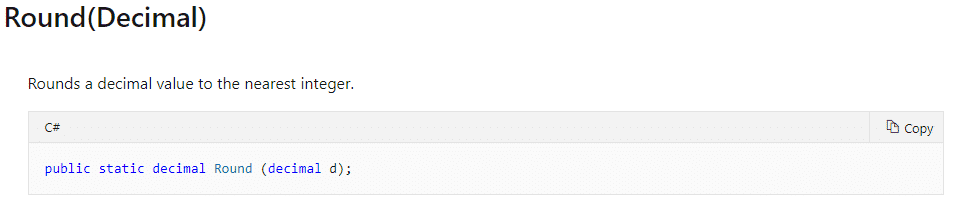 Round(Decimal)
Rounds a decimal value to the nearest integer.
C#
Copy
public static decimal Round (decimal d);